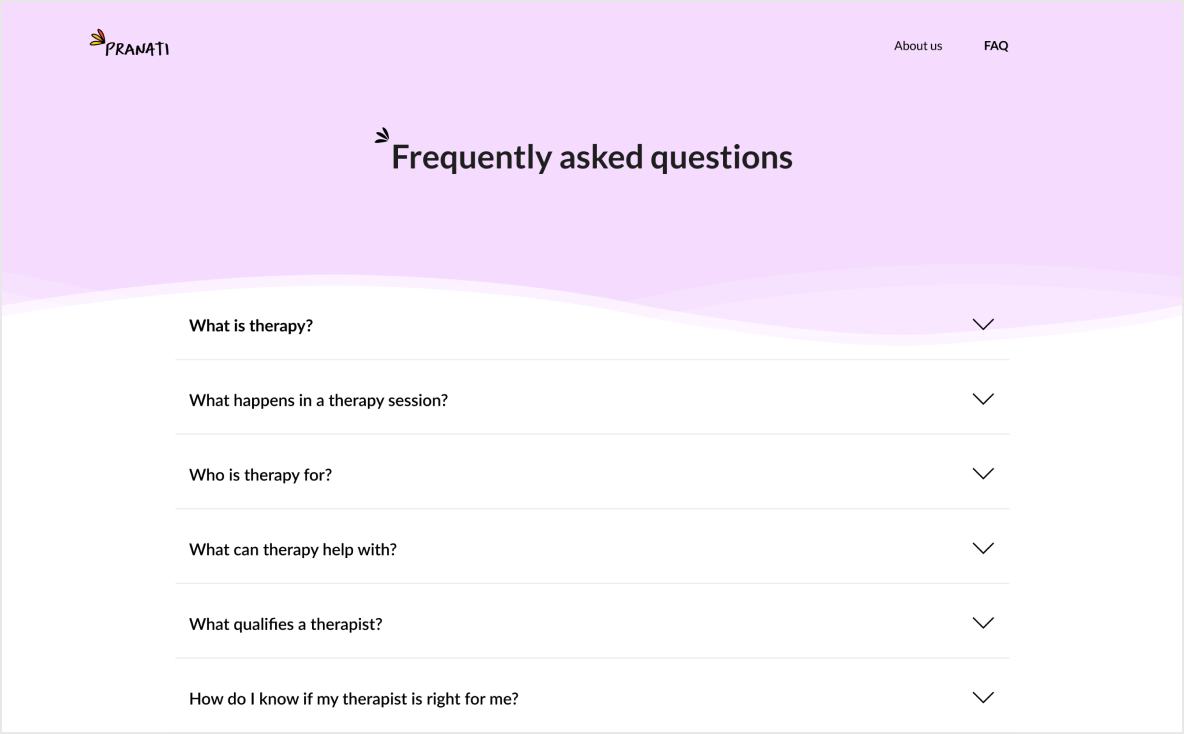 PRANATI
About us
FAQ
Frequently asked questions
What is therapy?
What happens in a therapy session?
Who is therapy for?
What can therapy help with?
What qualifies a therapist?
How do I know if my therapist is right for me?